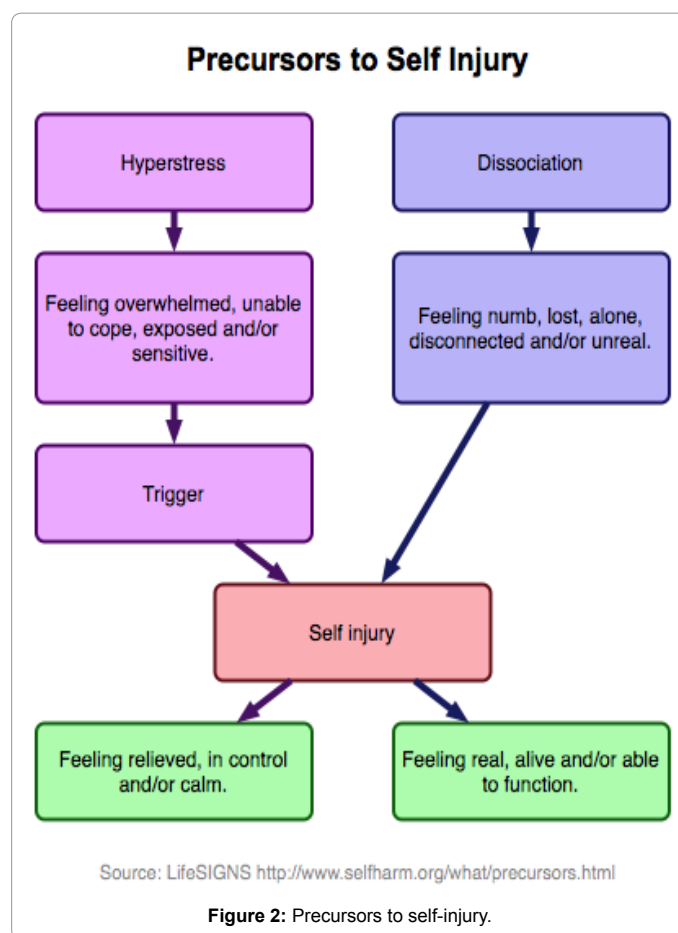 Precursors to Self Injury
Hyperstress
Dissociation
Feeling overwhelmed, unable
to cope, exposed and/or
sensitive.
Feeling numb, lost, alone,
disconnected and/or unreal.
Trigger
Self injury
Feeling relieved, in control
and/or calm.
Feeling real, alive and/or able
to function.
Source: LifeSIGNS http://www.selfharm.org/what/precursors.html
Figure 2: Precursors to self-injury.